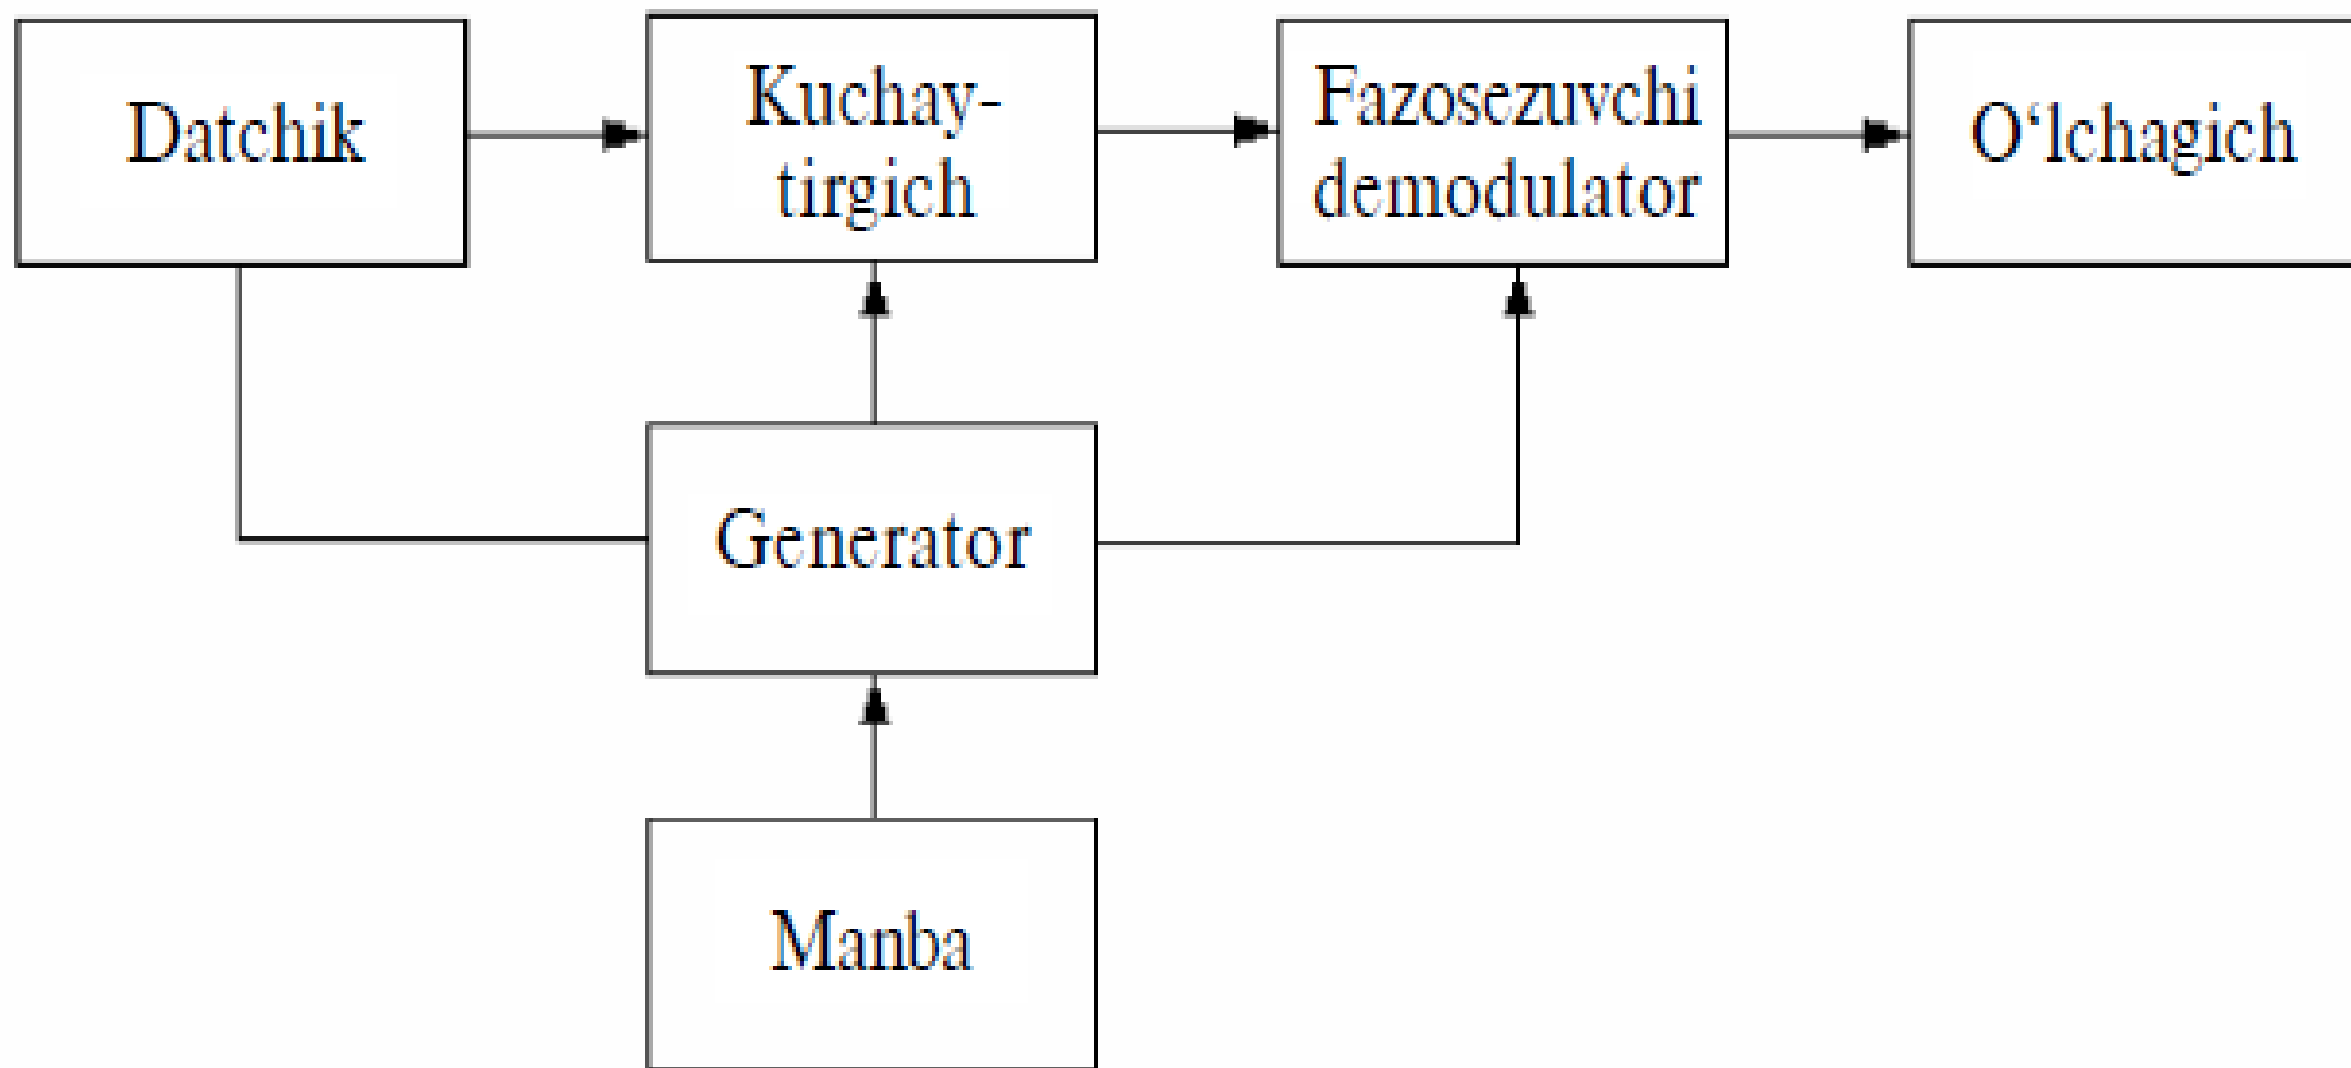 Datchik
Kuchay-
tirgich
Fazosezuvchi
demodulator
O‘lchagich
Generator
Manba